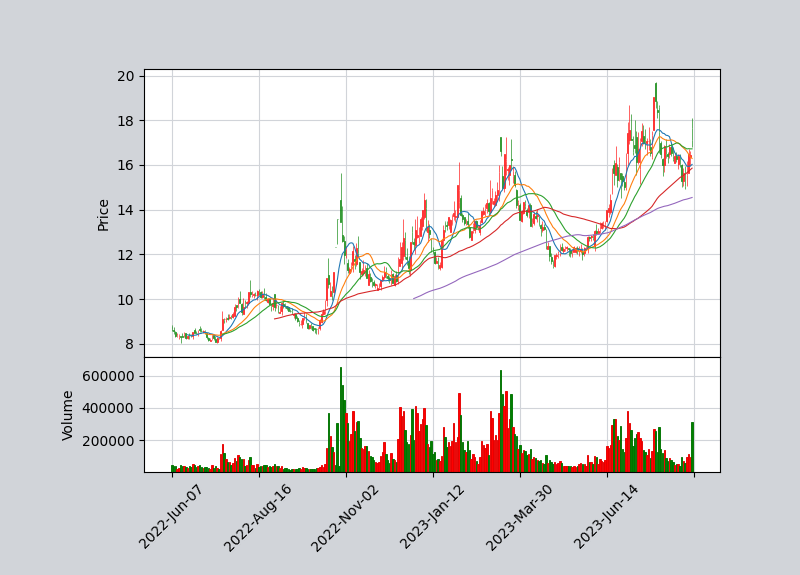 20
18
16
14
12
10
8
Price
600000
400000
200000
Volume
2022-Jun-07
2022-Aug-16
2022-Nov-02
2023-Jan-12
2023-Mar-30
2023-Jun-14